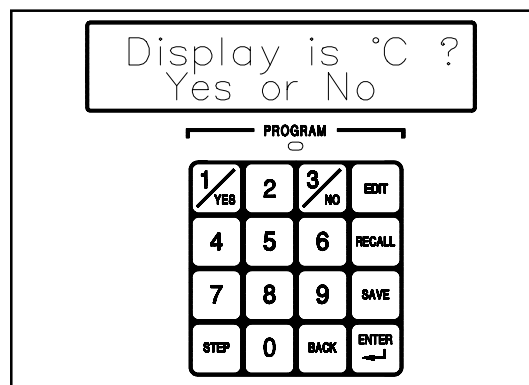 Display is °C ?
Yes or No
PROGRAM
1/YES 2 3/NO EDIT
4 5 6 RECALL
7 8 9 SAVE
STEP 0 BACK ENTER